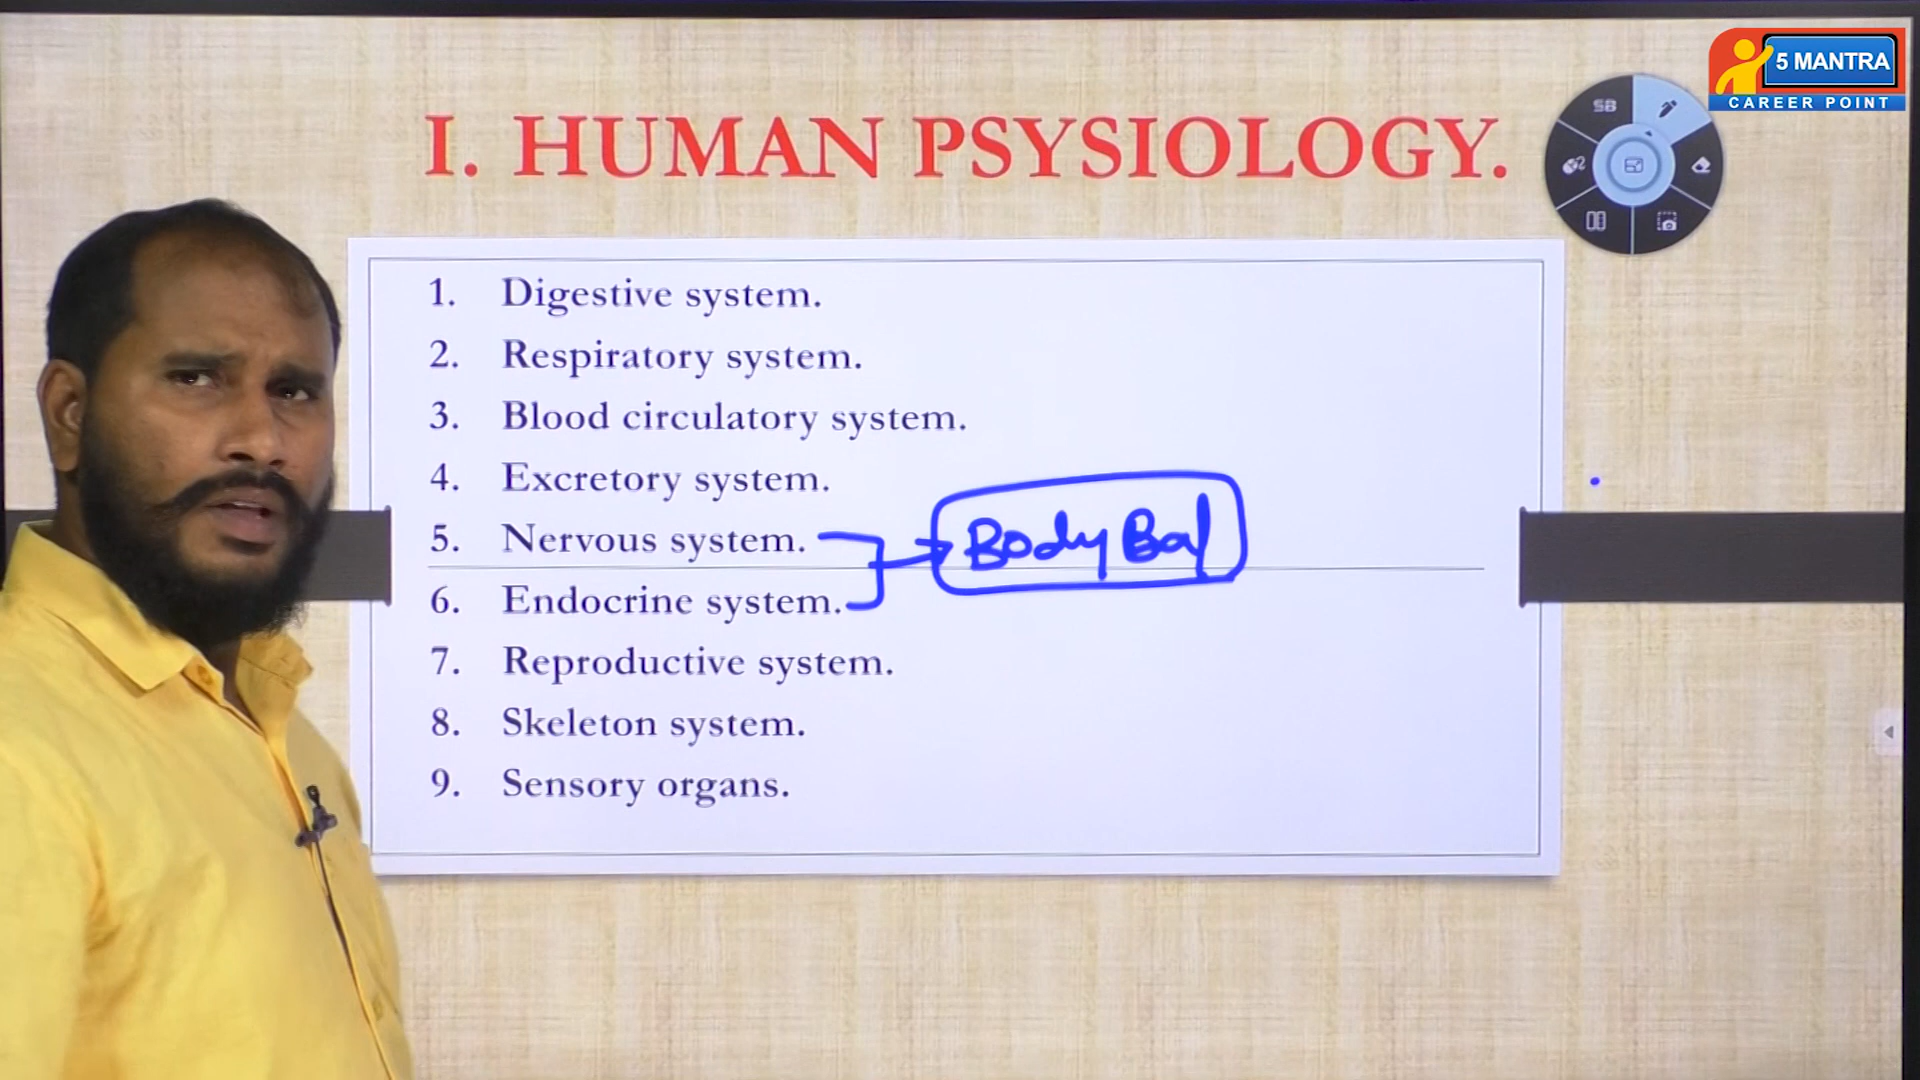 5 MANTRA
CAREER POINT
SB
I. HUMAN PSYSIOLOGY.
1. Digestive system.
2. Respiratory system.
3. Blood circulatory system.
4. Excretory system.
5. Nervous system.
Body Bal
6. Endocrine system.
7. Reproductive system.
8. Skeleton system.
9. Sensory organs.